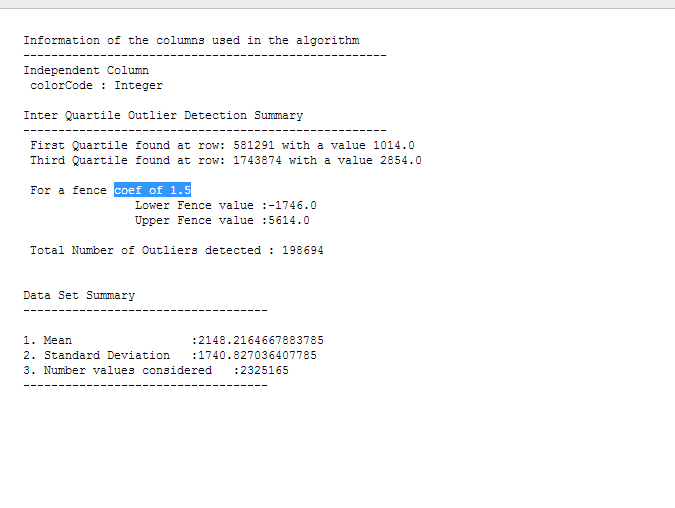 Information of the columns used in the algorithm
----------------------------------------------------
Independent Column
colorCode : Integer
Inter Quartile Outlier Detection Summary
----------------------------------------------------
First Quartile found at row: 581291 with a value 1014.0
Third Quartile found at row: 1743874 with a value 2854.0
For a fence coef of 1.5
Lower Fence value :-1746.0
Upper Fence value :5614.0
Total Number of Outliers detected : 198694
Data Set Summary
-----------------------------------
1. Mean :2148.2164667883785
2. Standard Deviation :1740.827036407785
3. Number values considered :2325165
-----------------------------------